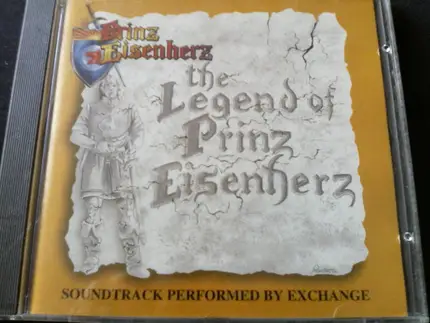 Prinz
Eisenherz
the
Legend of
Prinz
Eisenherz
SOUNDTRACK PERFORMED BY EXCHANGE